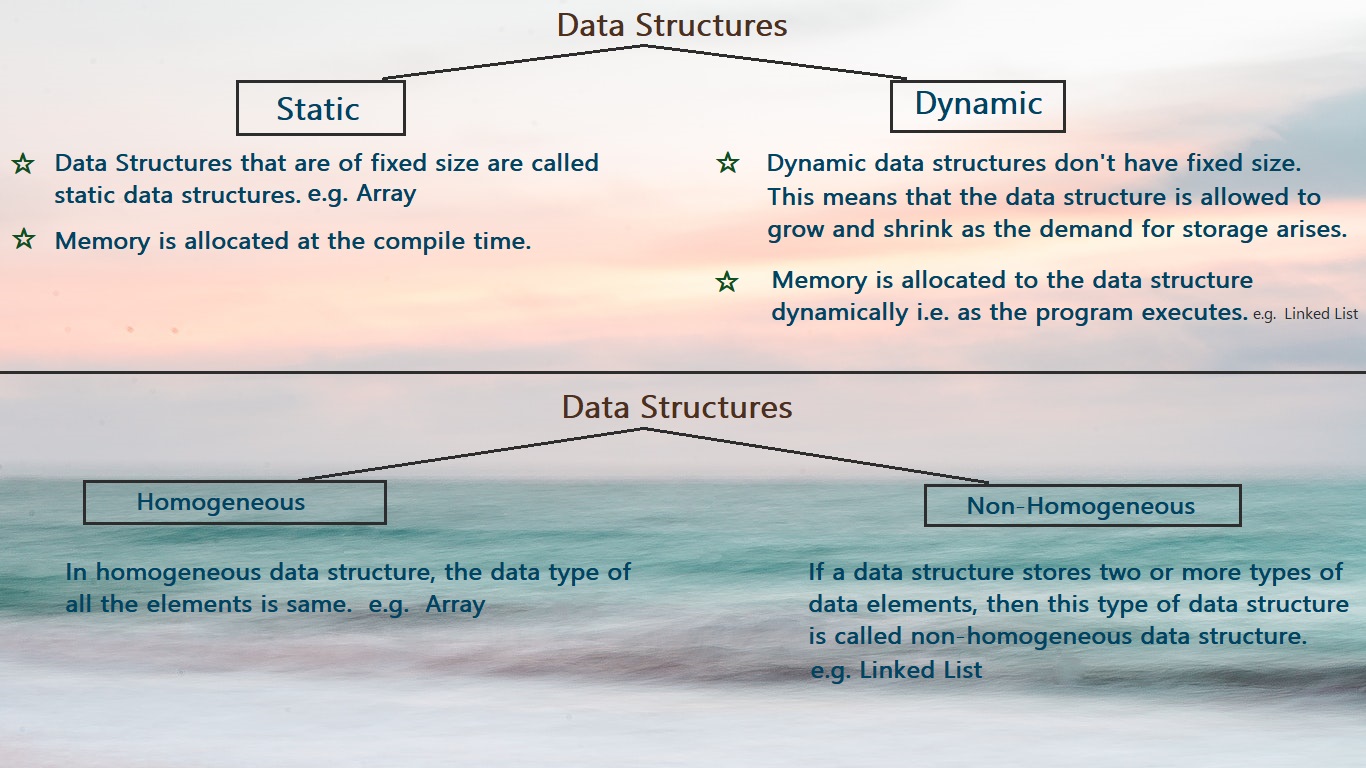 Data Structures
Static
Data Structures that are of fixed size are called
static data structures. e.g. Array
Memory is allocated at the compile time.
Dynamic
Dynamic data structures don't have fixed size.
This means that the data structure is allowed to
grow and shrink as the demand for storage arises.
Memory is allocated to the data structure
dynamically i.e. as the program executes. e.g. Linked List
Data Structures
Homogeneous
In homogeneous data structure, the data type of
all the elements is same. e.g. Array
Non-Homogeneous
If a data structure stores two or more types of
data elements, then this type of data structure
is called non-homogeneous data structure.
e.g. Linked List